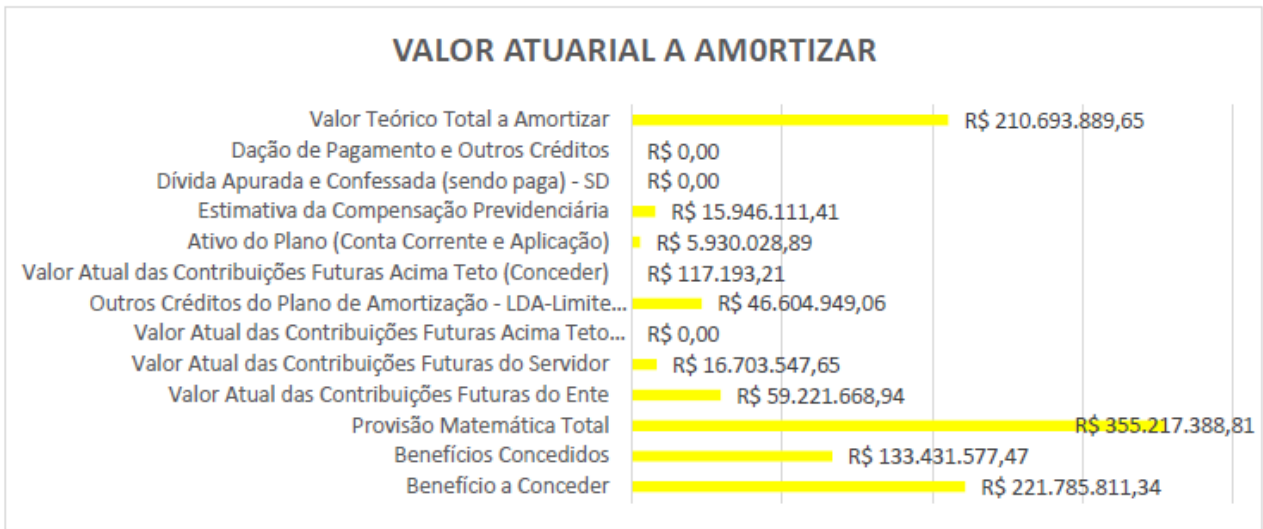 VALOR ATUARIAL A AM0RTIZAR
Valor Teórico Total a Amortizar R$ 210.693.889,65
Dação de Pagamento e Outros Créditos R$ 0,00
Dívida Apurada e Confessada (sendo paga) - SD R$ 0,00
Estimativa da Compensação Previdenciária R$ 15.946.111,41
Ativo do Plano (Conta Corrente e Aplicação) R$ 5.930.028,89
Valor Atual das Contribuições Futuras Acima Teto (Conceder) R$ 117.193,21
Outros Créditos do Plano de Amortização - LDA-Limite... R$ 46.604.949,06
Valor Atual das Contribuições Futuras Acima Teto... R$ 0,00
Valor Atual das Contribuições Futuras do Servidor R$ 16.703.547,65
Valor Atual das Contribuições Futuras do Ente R$ 59.221.668,94
Provisão Matemática Total R$ 355.217.388,81
Benefícios Concedidos R$ 133.431.577,47
Benefício a Conceder R$ 221.785.811,34